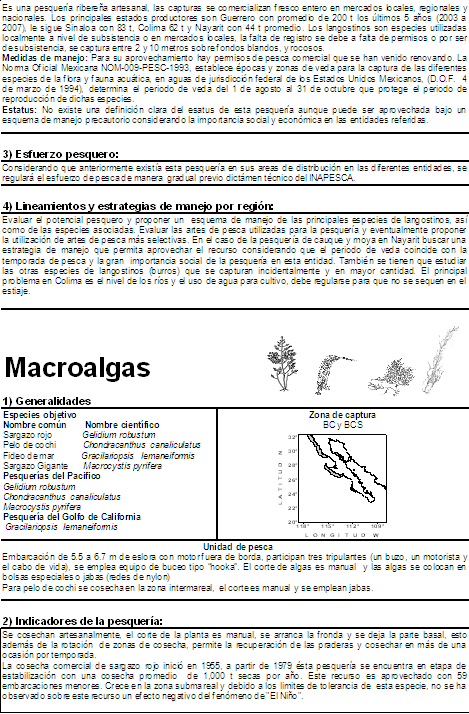 Es una pesquería ribereña artesanal, las capturas se comercializan fresco entero en mercados locales, regionales y
nacionales. Los principales estados productores son Guerrero con promedio de 200 t los últimos 5 años (2003 a
2007), le sigue Sinaloa con 83 t, Colima 62 t y Nayarit con 44 t promedio. Los langostinos son especies utilizadas
localmente a nivel de subsistencia o en mercados locales, la falta de registro se debe a falta de permisos o por ser
de subsistencia, se captura entre 2 y 10 metros sobre fondos blandos, y rocosos.
Medidas de manejo: Para su aprovechamiento hay permisos de pesca comercial que se han venido renovando. La
Norma Oficial Mexicana NOM-009-PESC-1993, establece épocas y zonas de veda para la captura de las diferentes
especies de la flora y fauna acuática, en aguas de jurisdicción federal de los Estados Unidos Mexicanos, (D.O.F. 4
de marzo de 1994), determina el periodo de veda del 1 de agosto al 31 de octubre que protege el periodo de
reproducción de dichas especies.
Estatus: No existe una definición clara del esatus de esta pesquería aunque puede ser aprovechada bajo un
esquema de manejo precautorio considerando la importancia social y económica en las entidades referidas.
3) Esfuerzo pesquero:
Considerando que anteriormente existía esta pesquería en sus areas de distribución en las diferentes entidades, se
regulará el esfuerzo de pesca de manera gradual previo dictámen técnico del INAPESCA.
4) Lineamientos y estrategias de manejo por región:
Evaluar el potencial pesquero y proponer un esquema de manejo de las principales especies de langostinos, así
como de las especies asociadas. Evaluar las artes de pesca utilizadas para la pesquería y eventualmente proponer
la utilización de artes de pesca más selectivas. En el caso de la pesquería de cauque y moya en Nayarit buscar una
estrategia de manejo que permita aprovechar el recurso considerando que el periodo de veda coincide con la
temporada de pesca y la gran importancia social de la pesquería en esta entidad. También se tienen que estudiar
las otras especies de langostinos (burros) que se capturan incidentalmente y en mayor cantidad. El principal
problema en Colima es el nivel de los ríos y el uso de agua para cultivo, debe regularse para que no se sequen en el
estiaje.
Macroalgas
1) Generalidades
Especies objetivo
Nombre común Nombre científico
Sargazo rojo Gelidium robustum
Pelo de cochi Chondracanthus canaliculatus
Fideo de mar Gracilariopsis lemaneiformis
Sargazo Gigante Macrocystis pyrifera
Pesquerías del Pacífico
Gelidium robustum
Chondracanthus canaliculatus
Macrocystis pyrifera
Pesquería del Golfo de California
Gracilariopsis lemaneiformis
Zona de captura
BC y BCS
32°
30°
28°
26°
24°
22°
20°
LATITUD N
118° 115° 112° 109°
LONGITUD W
Unidad de pesca
Embarcación de 5.5 a 6.7 m de eslora con motor fuera de borda, participan tres tripulantes (un buzo, un motorista y
el cabo de vida), se emplea equipo de buceo tipo "hooka". El corte de algas es manual y las algas se colocan en
bolsas especiales o jabas (redes de nylon)
Para pelo de cochi se cosecha en la zona intermareal, el corte es manual y se emplean jabas.
2) Indicadores de la pesquería:
Se cosechan artesanalmente, el corte de la planta es manual, se arranca la fronda y se deja la parte basal, esto
además de la rotación de zonas de cosecha, permite la recuperación de las praderas y cosechar en más de una
ocasión por temporada.
La cosecha comercial de sargazo rojo inició en 1955, a partir de 1979 ésta pesquería se encuentra en etapa de
estabilización con una cosecha promedio de 1,000 t secas por año. Este recurso es aprovechado con 59
embarcaciones menores. Crece en la zona submareal y debido a los límites de tolerancia de esta especie, no se ha
observado sobre este recurso un efecto negativo del fenómeno de "El Niño".